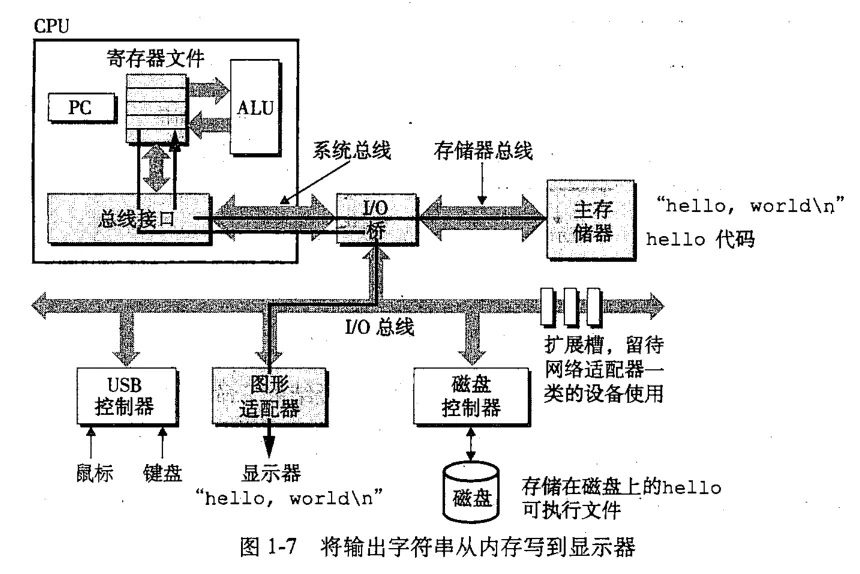 CPU
寄存器文件
PC
ALU
系统总线
存储器总线
总线接口
I/O
桥
主存
储器
“hello, world\n”
hello 代码
I/O 总线
扩展槽，留待
网络适配器一
类的设备使用
USB
控制器
图形
适配器
磁盘
控制器
鼠标
键盘
显示器
“hello, world\n”
磁盘
存储在磁盘上的hello
可执行文件
图 1-7 将输出字符串从内存写到显示器